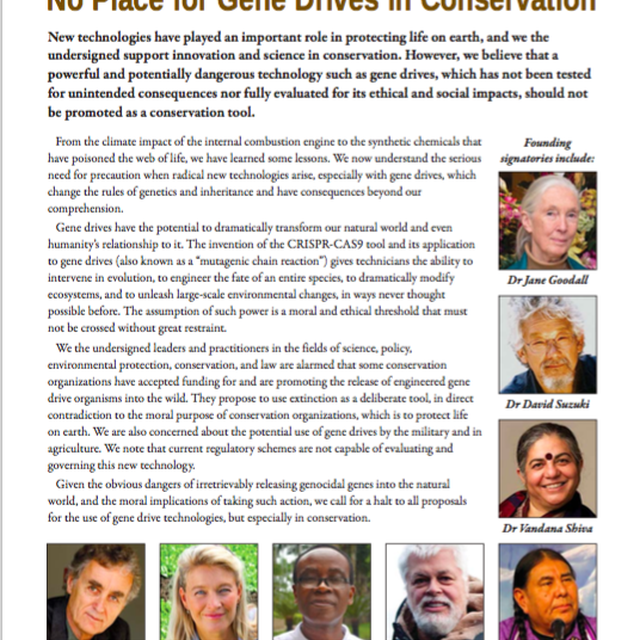 No Place for Gene Drives in Conservation
New technologies have played an important role in protecting life on earth, and we the
undersigned support innovation and science in conservation. However, we believe that a
powerful and potentially dangerous technology such as gene drives, which has not been tested
for unintended consequences nor fully evaluated for its ethical and social impacts, should not
be promoted as a conservation tool.
From the climate impact of the internal combustion engine to the synthetic chemicals that
have poisoned the web of life, we have learned some lessons. We now understand the serious
need for precaution when radical new technologies arise, especially with gene drives, which
change the rules of genetics and inheritance and have consequences beyond our
comprehension.
Gene drives have the potential to dramatically transform our natural world and even
humanity's relationship to it. The invention of the CRISPR-CAS9 tool and its application
to gene drives (also known as a "mutagenic chain reaction") gives technicians the ability to
intervene in evolution, to engineer the fate of an entire species, to dramatically modify
ecosystems, and to unleash large-scale environmental changes, in ways never thought
possible before. The assumption of such power is a moral and ethical threshold that must
not be crossed without great restraint.
We the undersigned leaders and practitioners in the fields of science, policy,
environmental protection, conservation, and law are alarmed that some conservation
organizations have accepted funding for and are promoting the release of engineered gene
drive organisms into the wild. They propose to use extinction as a deliberate tool, in direct
contradiction to the moral purpose of conservation organizations, which is to protect life
on earth. We are also concerned about the potential use of gene drives by the military and in
agriculture. We note that current regulatory schemes are not capable of evaluating and
governing this new technology.
Given the obvious dangers of irretrievably releasing genocidal genes into the natural
world, and the moral implications of taking such action, we call for a halt to all proposals
for the use of gene drive technologies, but especially in conservation.
Founding
signatories include:
Dr Jane Goodall
Dr David Suzuki
Dr Vandana Shiva